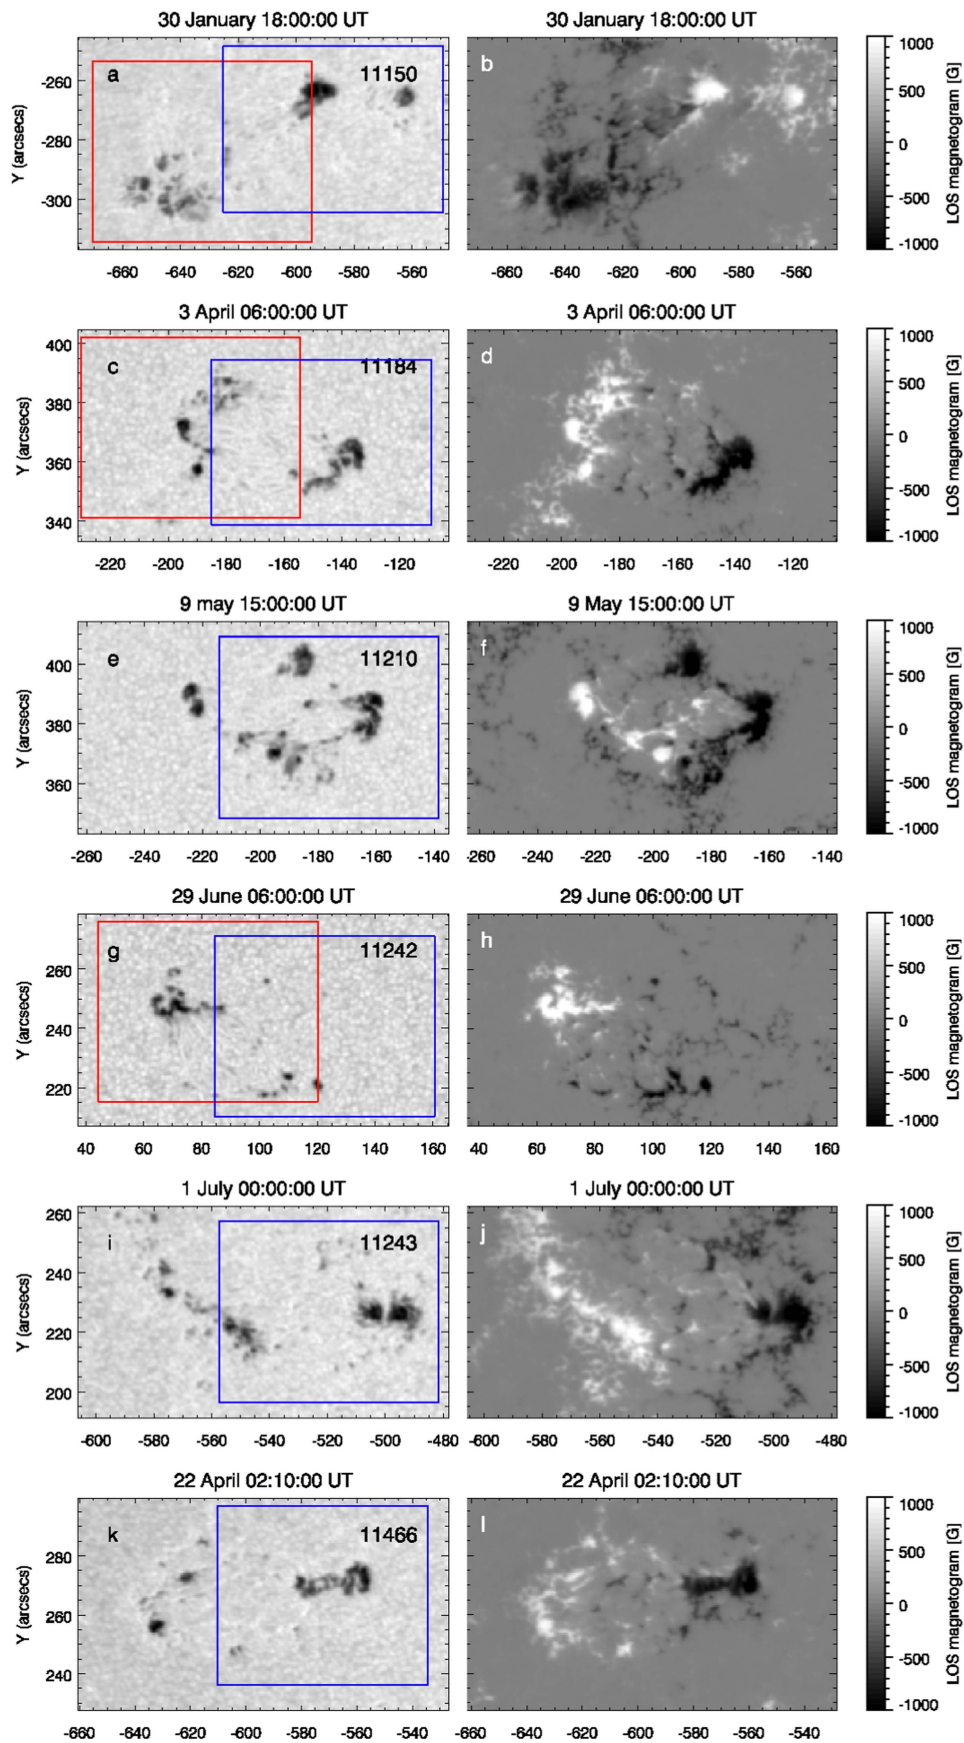 30 January 18:00:00 UT 30 January 18:00:00 UT
a 11150 b
Y (arcsecs) -260 -280 -300
-660 -640 -620 -600 -580 -560
-660 -640 -620 -600 -580 -560
1000 500 0 -500 -1000 LOS magnetogram [G]
3 April 06:00:00 UT 3 April 06:00:00 UT
c 11184 d
Y (arcsecs) 400 380 360 340
-220 -200 -180 -160 -140 -120
-220 -200 -180 -160 -140 -120
1000 500 0 -500 -1000 LOS magnetogram [G]
9 may 15:00:00 UT 9 May 15:00:00 UT
e 11210 f
Y (arcsecs) 400 380 360
-260 -240 -220 -200 -180 -160 -140
-260 -240 -220 -200 -180 -160 -140
1000 500 0 -500 -1000 LOS magnetogram [G]
29 June 06:00:00 UT 29 June 06:00:00 UT
g 11242 h
Y (arcsecs) 260 240 220
40 60 80 100 120 140 160
40 60 80 100 120 140 160
1000 500 0 -500 -1000 LOS magnetogram [G]
1 July 00:00:00 UT 1 July 00:00:00 UT
i 11243 j
Y (arcsecs) 260 240 220 200
-600 -580 -560 -540 -520 -500 -480
-600 -580 -560 -540 -520 -500 -480
1000 500 0 -500 -1000 LOS magnetogram [G]
22 April 02:10:00 UT 22 April 02:10:00 UT
k 11466 l
Y (arcsecs) 280 260 240
-660 -640 -620 -600 -580 -560 -540
-660 -640 -620 -600 -580 -560 -540
1000 500 0 -500 -1000 LOS magnetogram [G]